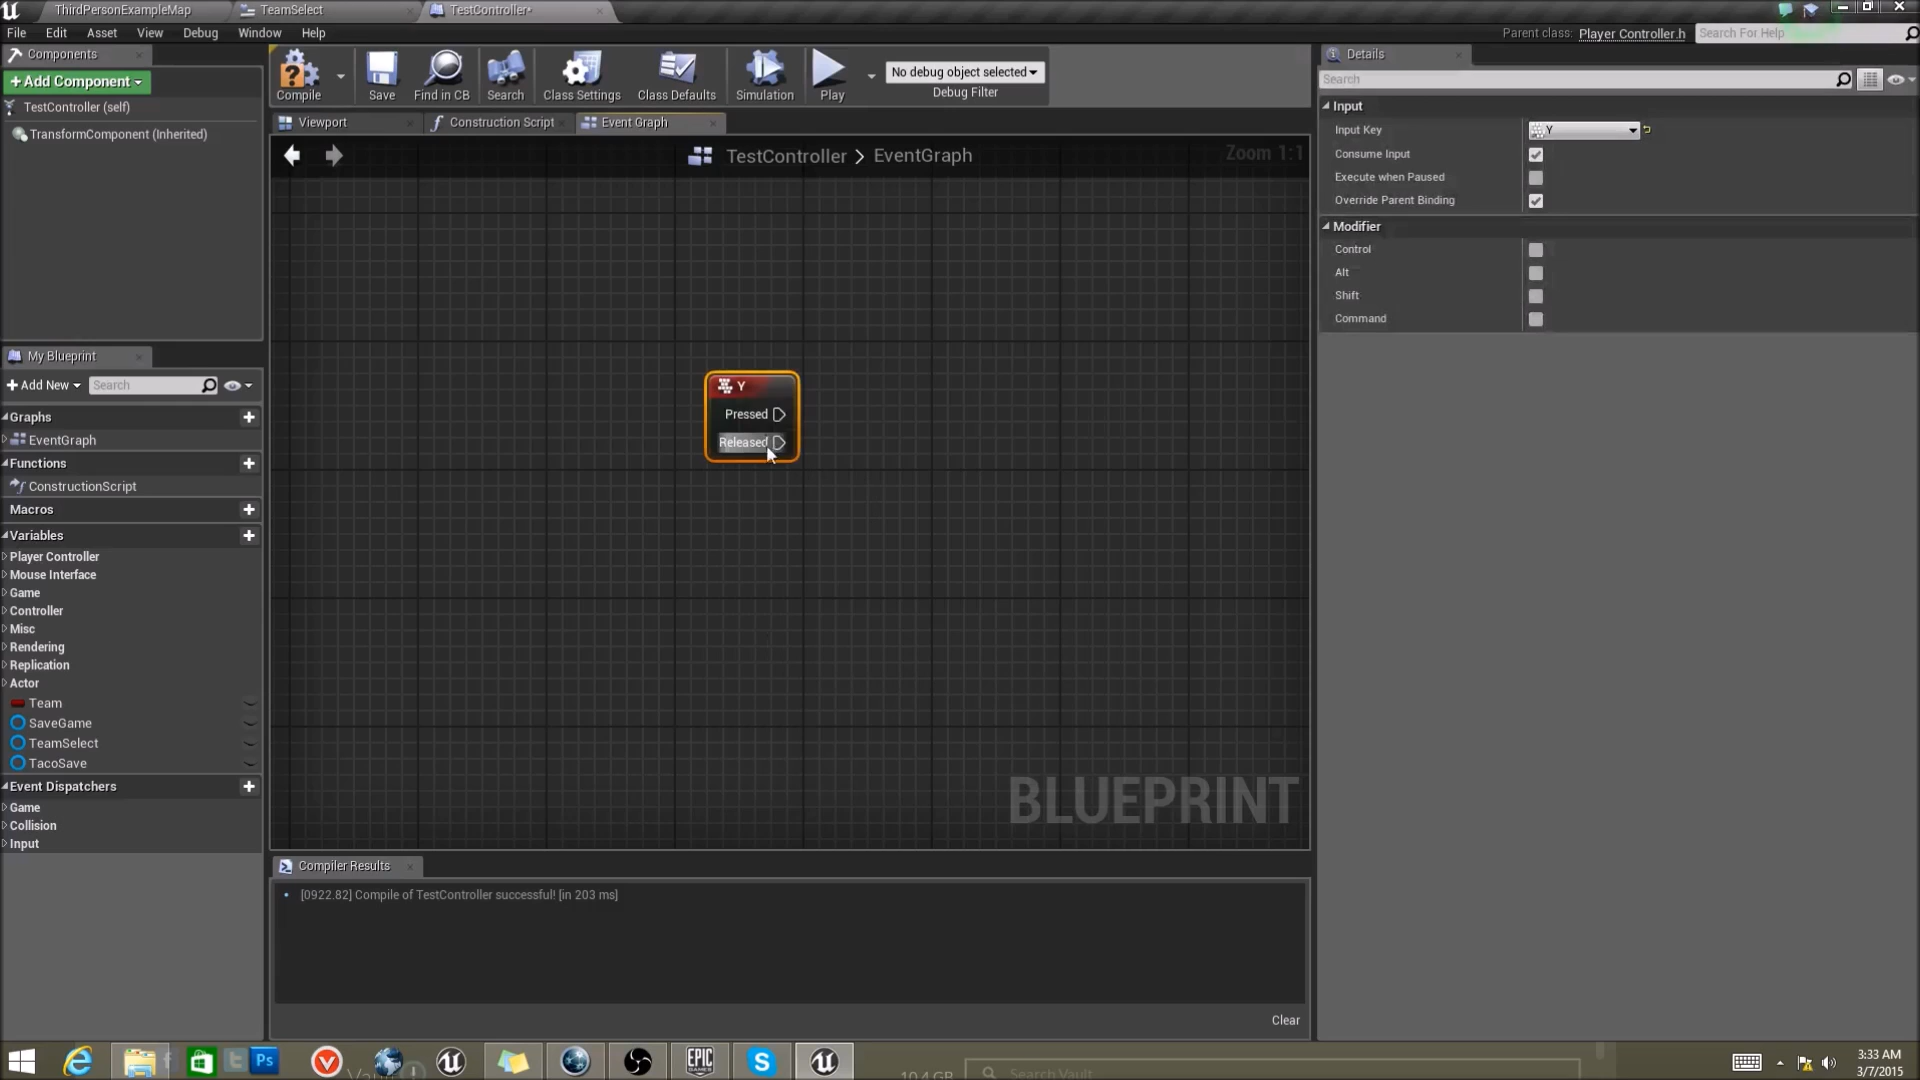 ThirdPersonExampleMap
TeamSelect
TestController*
File Edit Asset View Debug Window Help
Parent class: Player Controller.h
Search For Help
Components
+Add Component
TestController (self)
TransformComponent (Inherited)
Compile
Save
Find in CB
Search
Class Settings
Class Defaults
Simulation
Play
No debug object selected
Debug Filter
Viewport
Construction Script
Event Graph
TestController > EventGraph
Zoom 1:1
Y
Pressed
Released
BLUEPRINT
My Blueprint
+Add New
Search
Graphs
EventGraph
Functions
ConstructionScript
Macros
Variables
Player Controller
Mouse Interface
Game
Controller
Misc
Rendering
Replication
Actor
Team
SaveGame
TeamSelect
TacoSave
Event Dispatchers
Game
Collision
Input
Compiler Results
[0922.82] Compile of TestController successful! [in 203 ms]
Clear
Details
Search
Input
Input Key Y
Consume Input
Execute when Paused
Override Parent Binding
Modifier
Control
Alt
Shift
Command
Ps
EPIC
GAMES
10.4 GB
Search Vault
3:33 AM
3/7/2015